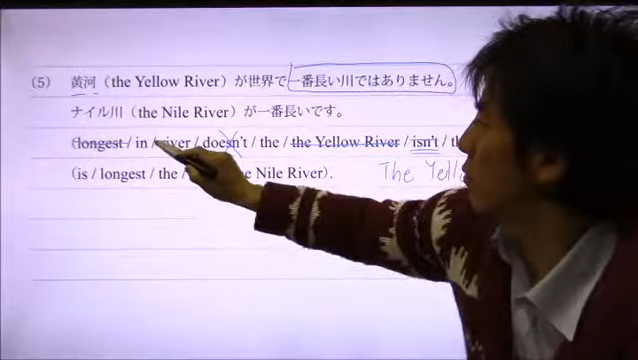 (5) 黄河 (the Yellow River) が世界で一番長い川ではありません。
ナイル川 (the Nile River) が一番長いです。
(longest / in / river / doesn't / the / the Yellow River / isn't /
(is / longest / the / Nile River).
The